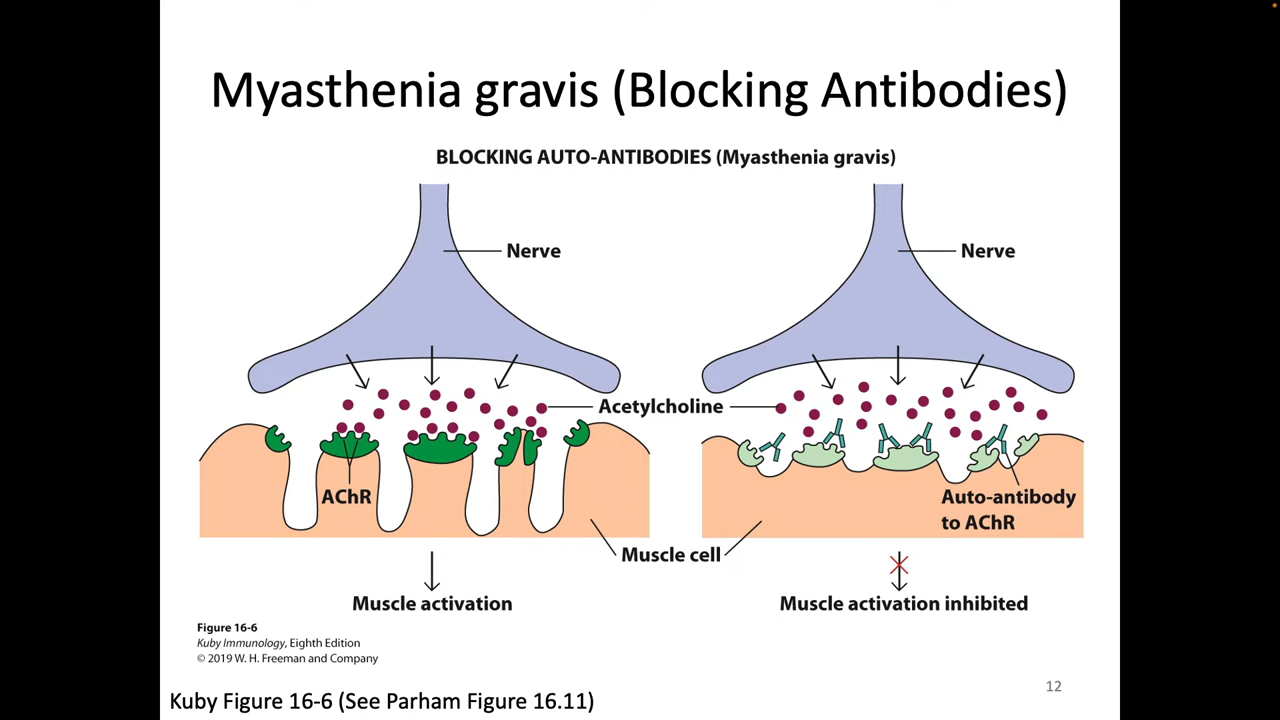 Myasthenia gravis (Blocking Antibodies)
BLOCKING AUTO-ANTIBODIES (Myasthenia gravis)
Nerve
Nerve
Acetylcholine
AChR
Auto-antibody
to AChR
Muscle cell
Muscle activation
Muscle activation inhibited
Figure 16-6
Kuby Immunology, Eighth Edition
© 2019 W. H. Freeman and Company
12
Kuby Figure 16-6 (See Parham Figure 16.11)